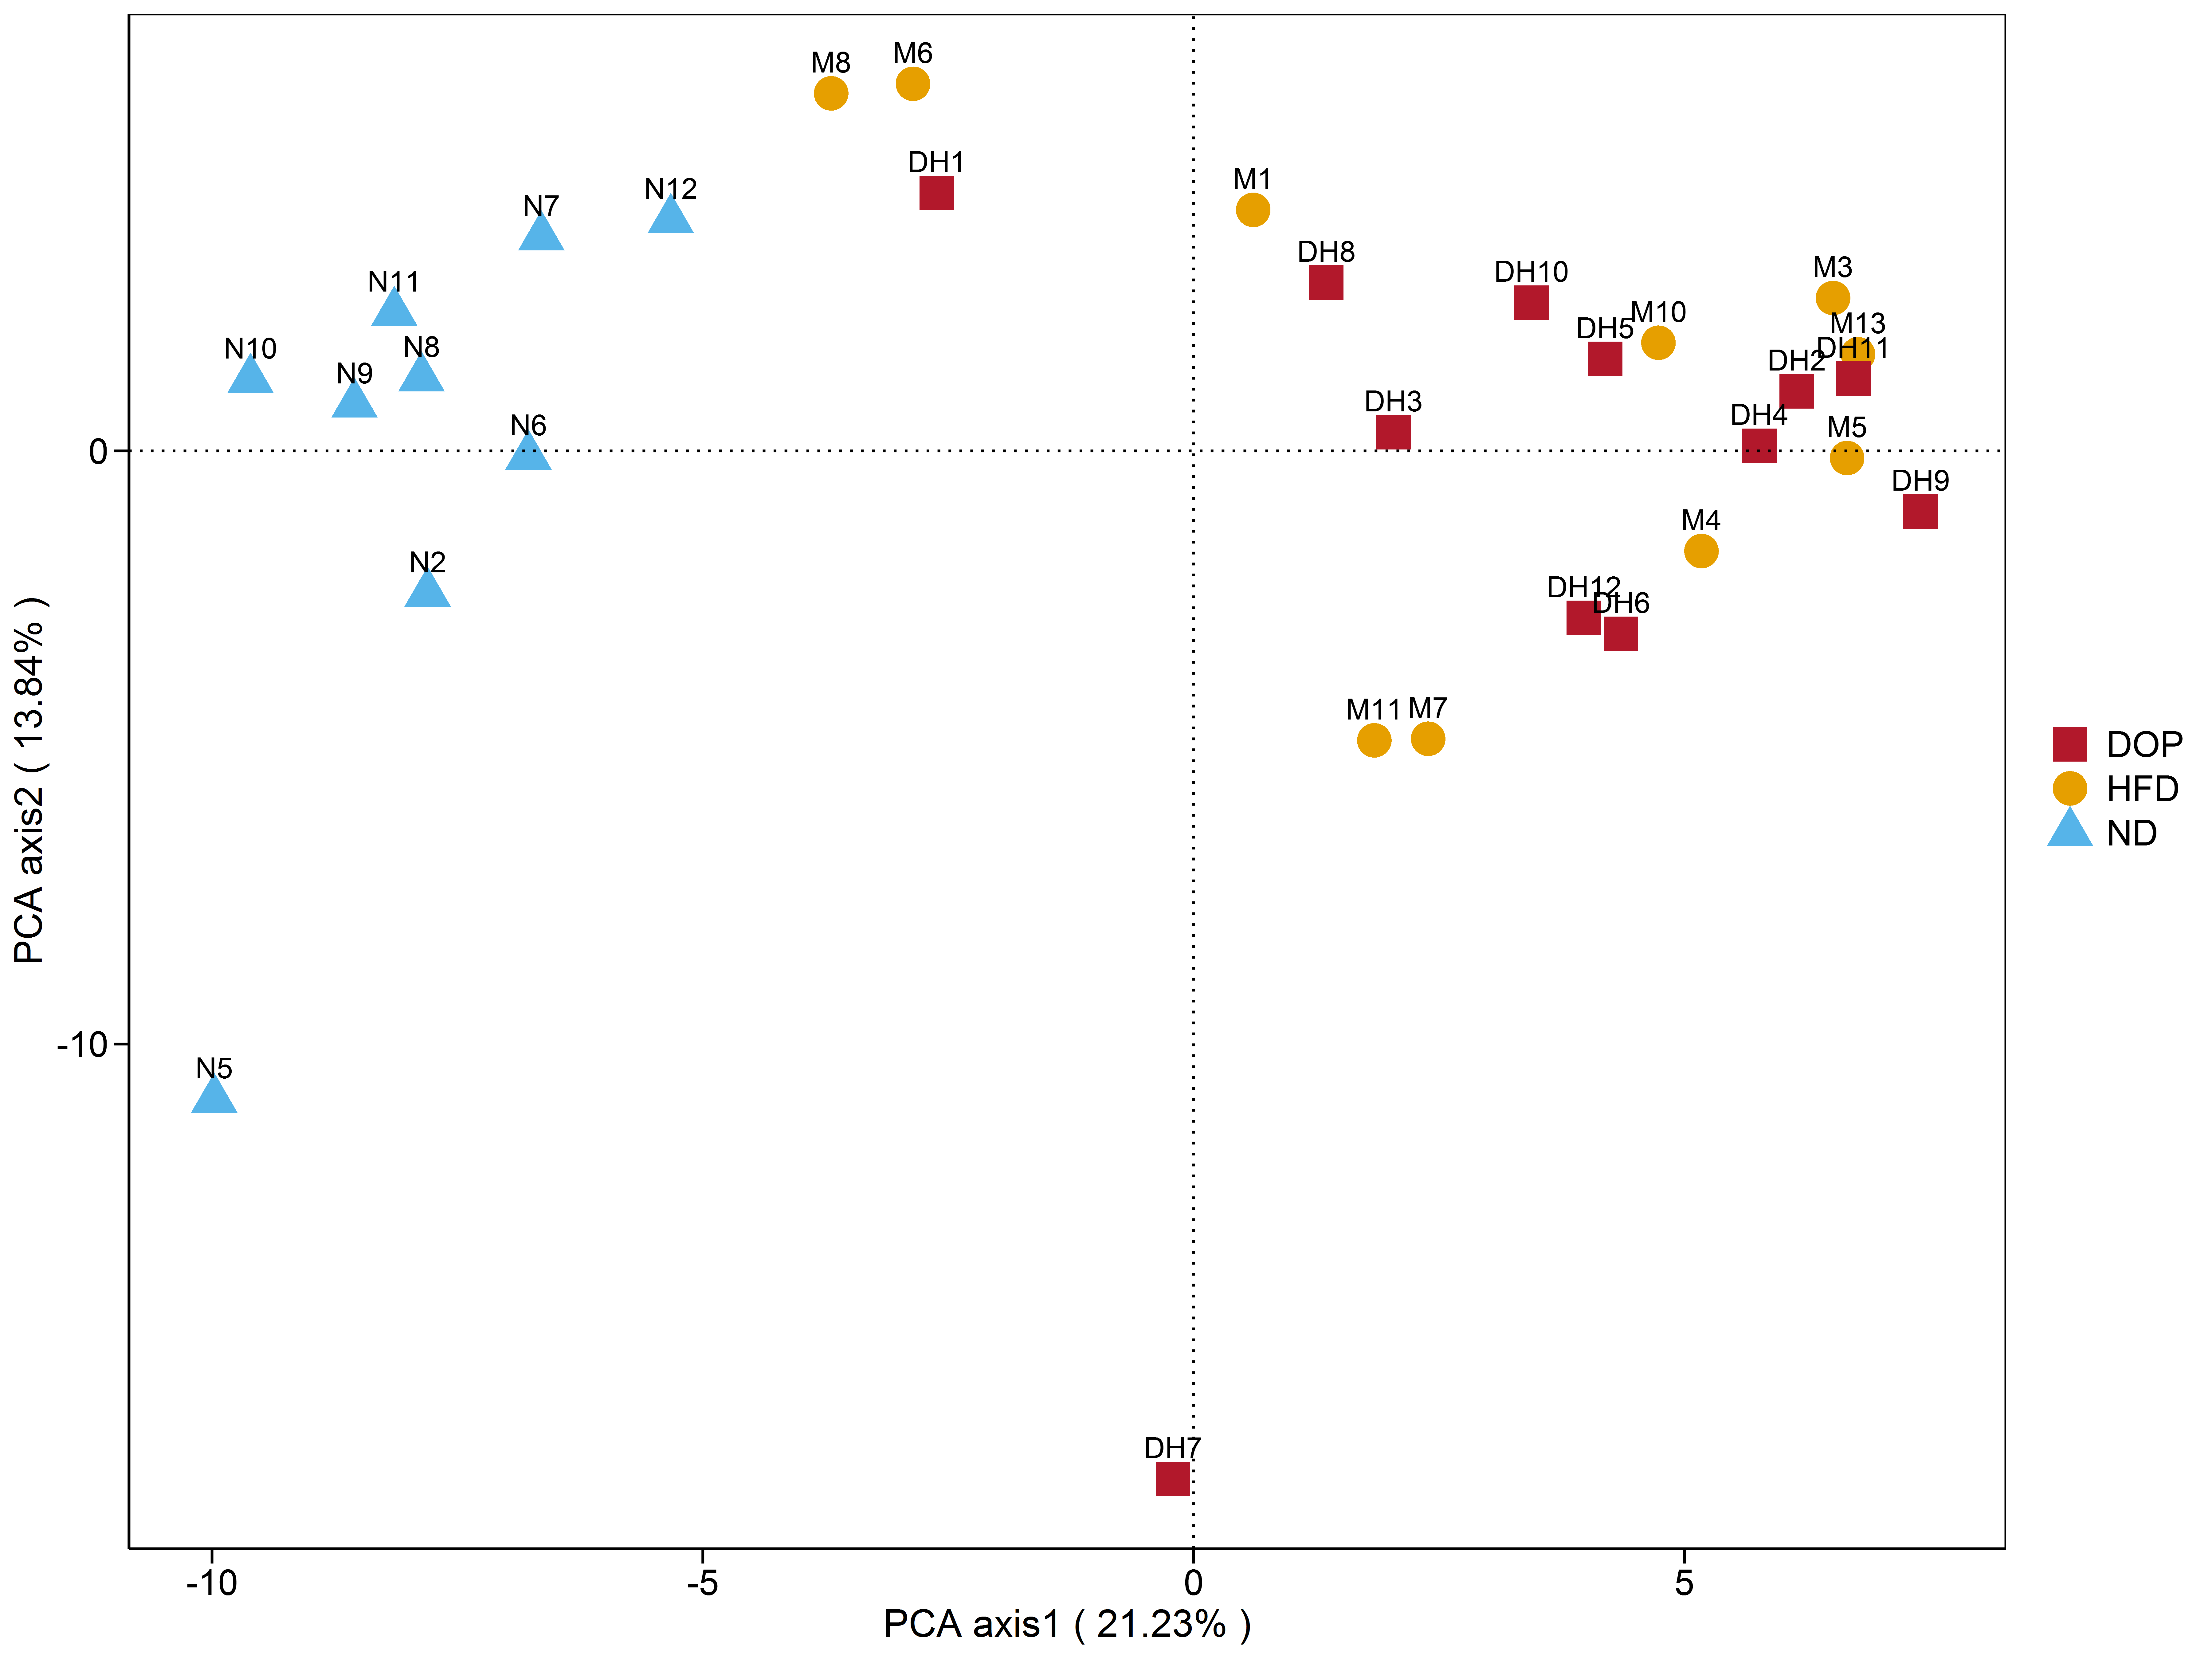 M8
M6
DH1
N7
N12
M1
DH8
DH10
M3
N11
M10
DH5
M13
N10
N8
DH11
N9
DH2
DH3
DH4
N6
M5
0
DH9
M4
N2
DH12
DH6
M11
M7
DOP
HFD
ND
-10
N5
DH7
-10
-5
0
5
PCA axis1 ( 21.23% )
PCA axis2 ( 13.84% )